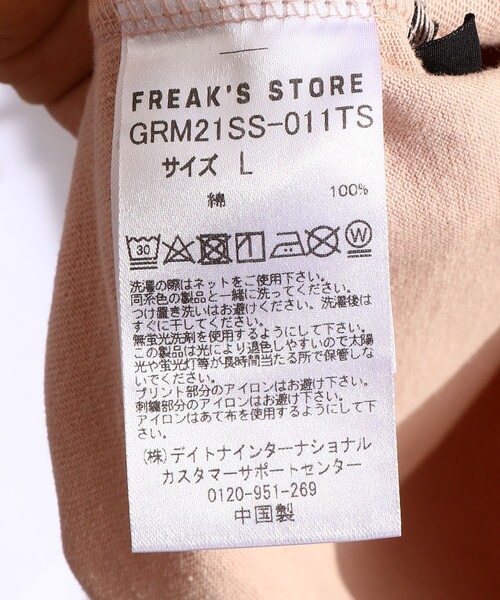 FREAK'S STORE
GRM21SS-011TS
サイズ L
綿 100%
30 W
洗濯の際はネットをご使用下さい。
同系色の製品と一緒に洗ってください。
つけ置き洗いはお避けください。洗濯後は
すぐに干してください。
無蛍光洗剤を使用するようにして下さい。
この製品は光により退色しやすいので太陽
光や蛍光灯等が長時間当たる所で保管しな
いでください。
プリント部分のアイロンはお避け下さい。
刺繍部分のアイロンはお避け下さい。
アイロンはあて布を使用するようにして下
さい。
(株)デイトナインターナショナル
カスタマーサポートセンター
0120-951-269
中国製